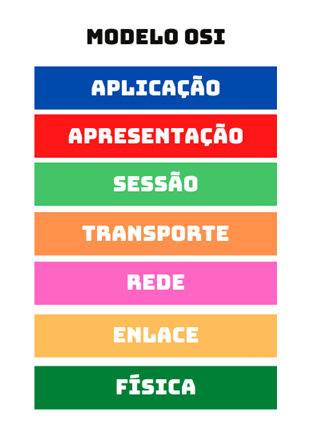 MODELO OSI
APLICAÇÃO
APRESENTAÇÃO
SESSÃO
TRANSPORTE
REDE
ENLACE
FÍSICA